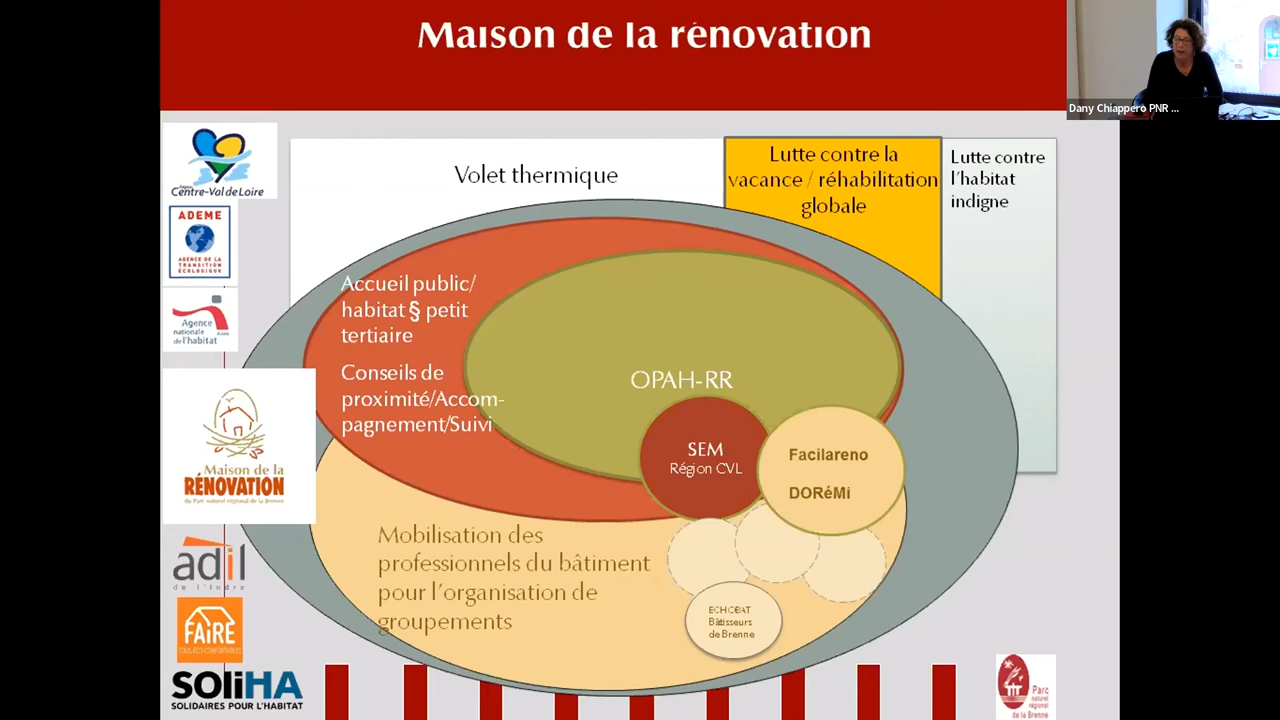 Maison de la rénovation
Dany Chiappero PNR ...
Centre-Val de Loire
ADEME
AGENCE DE LA
TRANSITION
ÉCOLOGIQUE
Agence
nationale
de l'habitat
Maison de la
RÉNOVATION
du Parc naturel régional de la Brenne
adil
de l'Indre
FAIRE
TOUS ÉCO-CONFORTABLES
SOliHA
SOLIDAIRES POUR L'HABITAT
Volet thermique
Lutte contre la
vacance / réhabilitation
globale
Lutte contre
l'habitat
indigne
Accueil public/
habitat § petit
tertiaire
Conseils de
proximité/Accom-
pagnement/Suivi
OPAH-RR
SEM
Région CVL
Facilareno
DORéMi
Mobilisation des
professionnels du bâtiment
pour l'organisation de
groupements
ECHOBAT
Bâtisseurs
de Brenne
Parc
naturel
régional
de la Brenne